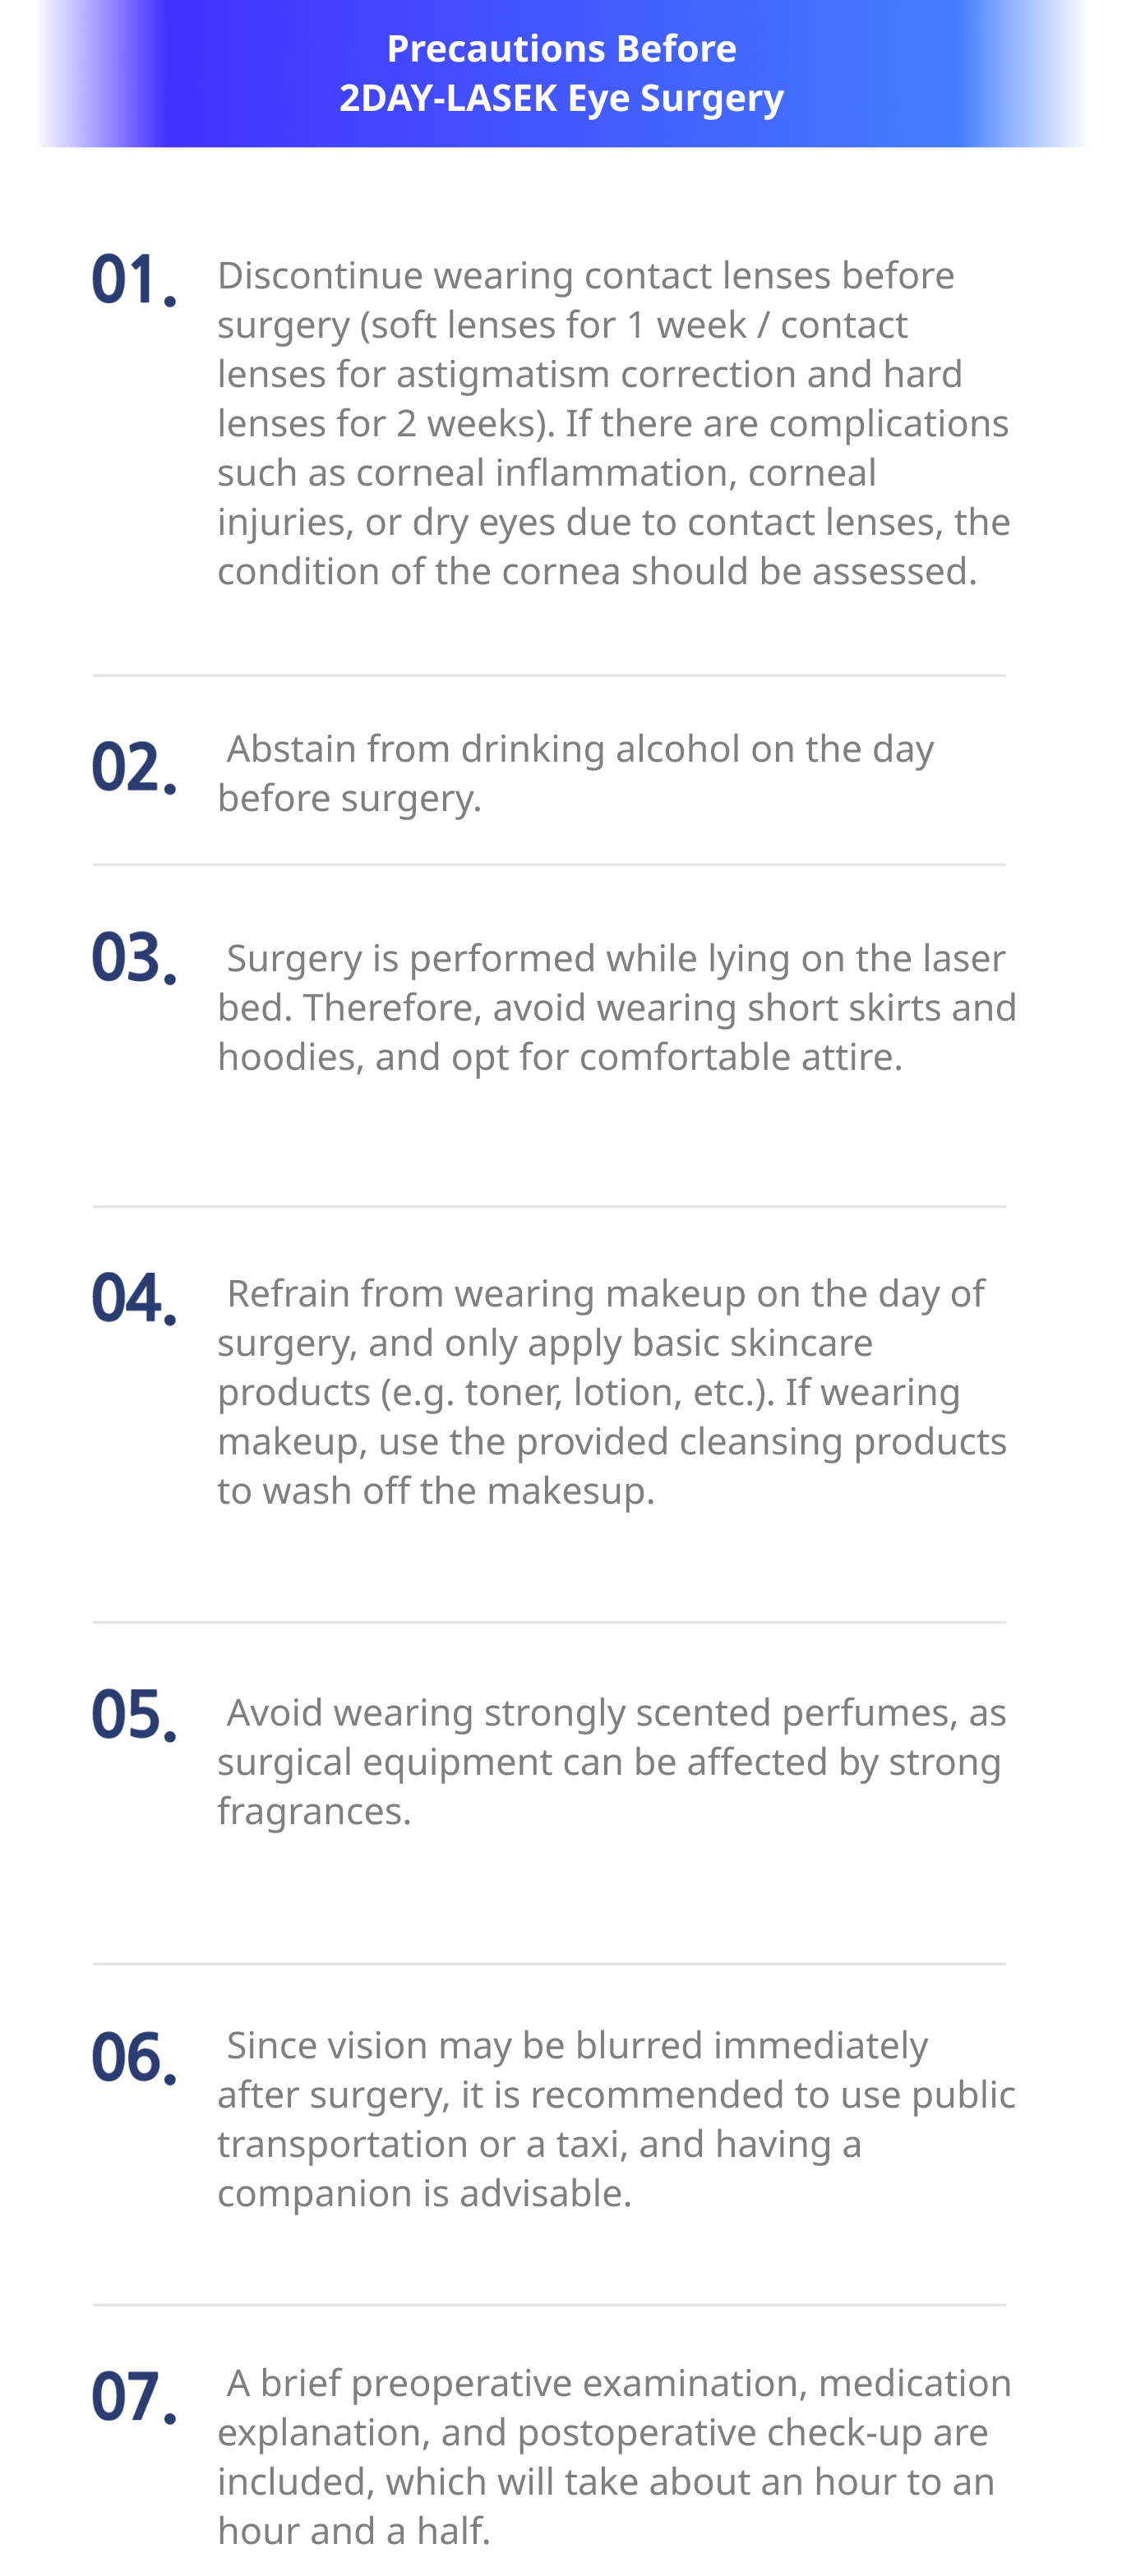 Precautions Before
2DAY-LASEK Eye Surgery
01.
Discontinue wearing contact lenses before
surgery (soft lenses for 1 week / contact
lenses for astigmatism correction and hard
lenses for 2 weeks). If there are complications
such as corneal inflammation, corneal
injuries, or dry eyes due to contact lenses, the
condition of the cornea should be assessed.
02.
Abstain from drinking alcohol on the day
before surgery.
03.
Surgery is performed while lying on the laser
bed. Therefore, avoid wearing short skirts and
hoodies, and opt for comfortable attire.
04.
Refrain from wearing makeup on the day of
surgery, and only apply basic skincare
products (e.g. toner, lotion, etc.). If wearing
makeup, use the provided cleansing products
to wash off the makesup.
05.
Avoid wearing strongly scented perfumes, as
surgical equipment can be affected by strong
fragrances.
06.
Since vision may be blurred immediately
after surgery, it is recommended to use public
transportation or a taxi, and having a
companion is advisable.
07.
A brief preoperative examination, medication
explanation, and postoperative check-up are
included, which will take about an hour to an
hour and a half.